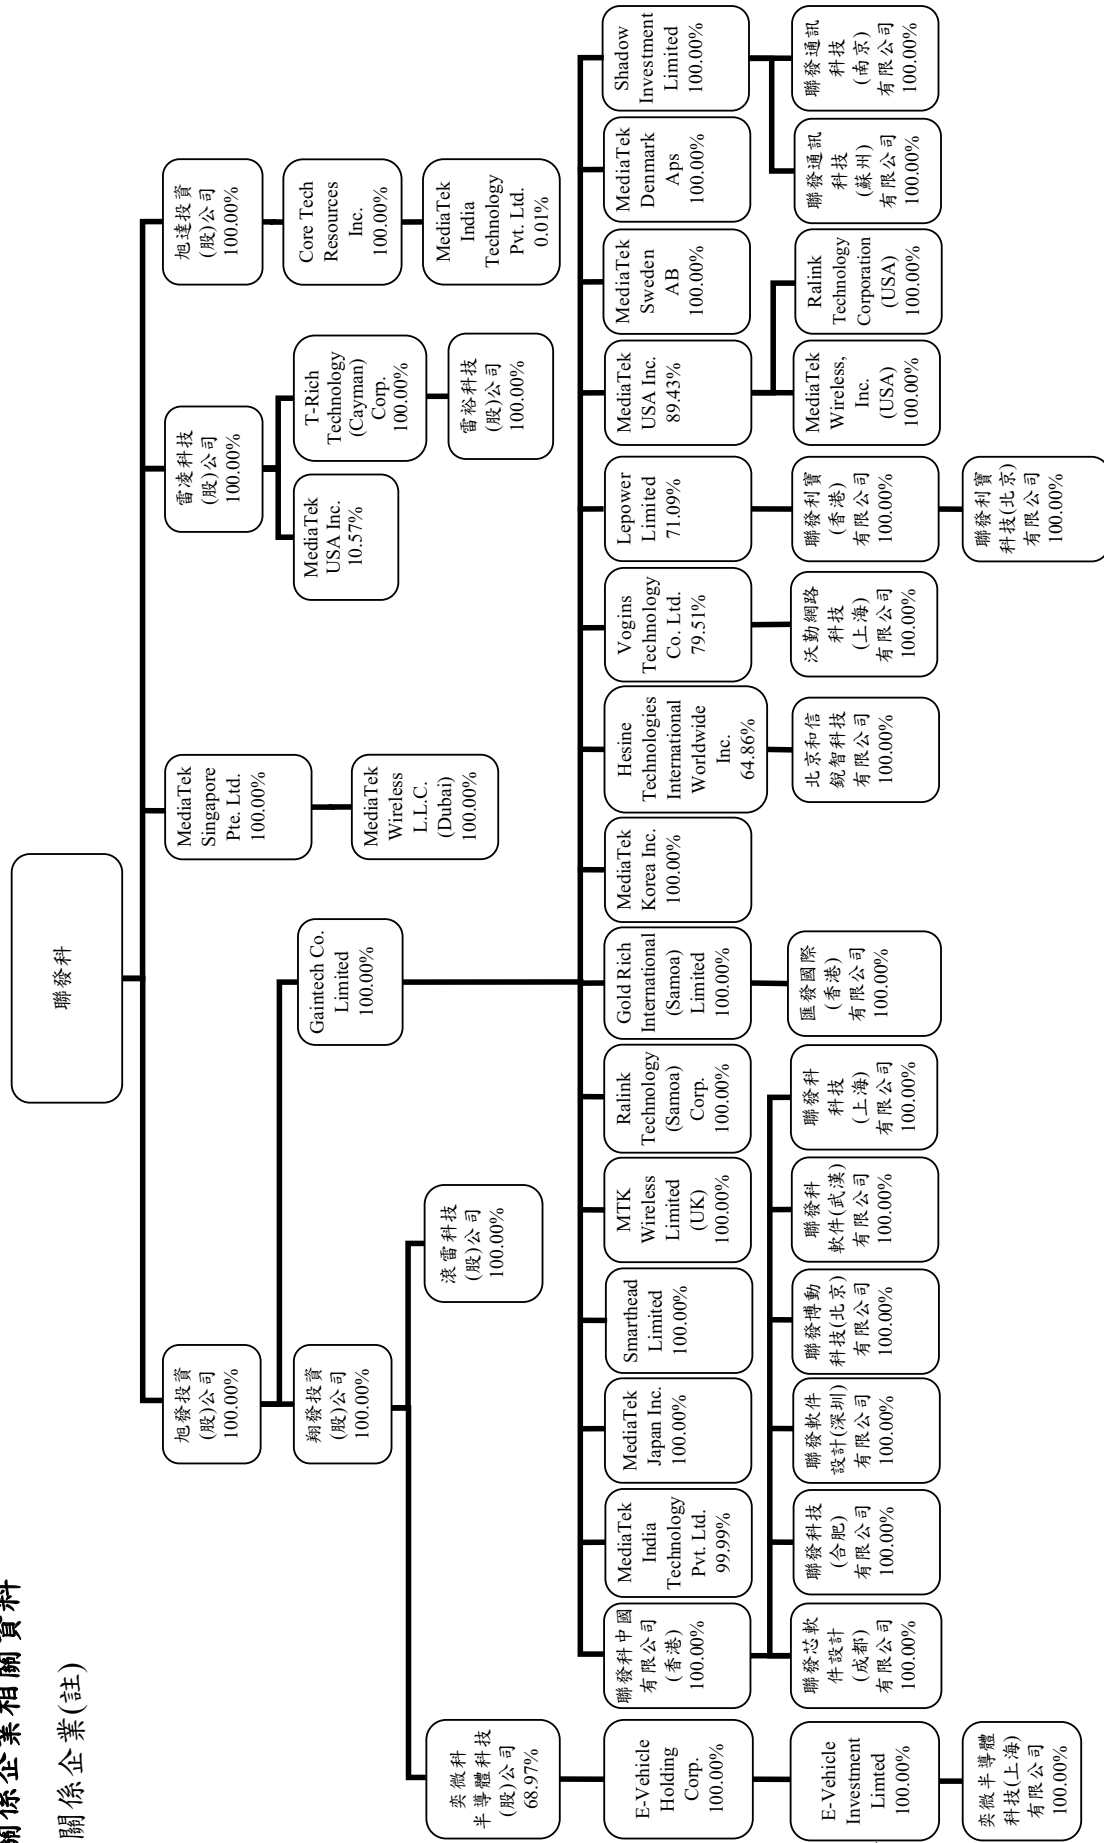 關係企業相關資料
關係企業(註)
聯發科
旭發投資
(股)公司
100.00%
MediaTek
Singapore
Pte. Ltd.
100.00%
雷凌科技
(股)公司
100.00%
旭達投資
(股)公司
100.00%
翔發投資
(股)公司
100.00%
Gaintech Co.
Limited
100.00%
MediaTek
Wireless
L.L.C.
(Dubai)
100.00%
MediaTek
USA Inc.
10.57%
T-Rich
Technology
(Cayman)
Corp.
100.00%
Core Tech
Resources
Inc.
100.00%
奕微科
半導體科技
(股)公司
68.97%
滾雷科技
(股)公司
100.00%
雷裕科技
(股)公司
100.00%
MediaTek
India
Technology
Pvt. Ltd.
0.01%
E-Vehicle
Holding
Corp.
100.00%
聯發科中國
有限公司
(香港)
100.00%
MediaTek
India
Technology
Pvt. Ltd.
99.99%
MediaTek
Japan Inc.
100.00%
Smarthead
Limited
100.00%
MTK
Wireless
Limited
(UK)
100.00%
Ralink
Technology
(Samoa)
Corp.
100.00%
Gold Rich
International
(Samoa)
Limited
100.00%
MediaTek
Korea Inc.
100.00%
Hesine
Technologies
International
Worldwide
Inc.
64.86%
Vogins
Technology
Co. Ltd.
79.51%
Lepower
Limited
71.09%
MediaTek
USA Inc.
89.43%
MediaTek
Sweden
AB
100.00%
MediaTek
Denmark
Aps
100.00%
Shadow
Investment
Limited
100.00%
E-Vehicle
Investment
Limited
100.00%
聯發芯軟
件設計
(成都)
有限公司
100.00%
聯發科技
(合肥)
有限公司
100.00%
聯發軟件
設計(深圳)
有限公司
100.00%
聯發博動
科技(北京)
有限公司
100.00%
聯發科
軟件(武漢)
有限公司
100.00%
聯發科
科技
(上海)
有限公司
100.00%
匯發國際
(香港)
有限公司
100.00%
北京和信
銳智科技
有限公司
100.00%
沃勤網路
科技
(上海)
有限公司
100.00%
聯發利寶
(香港)
有限公司
100.00%
MediaTek
Wireless,
Inc.
(USA)
100.00%
Ralink
Technology
Corporation
(USA)
100.00%
聯發通訊
科技
(蘇州)
有限公司
100.00%
聯發通訊
科技
(南京)
有限公司
100.00%
奕微半導體
科技(上海)
有限公司
100.00%
聯發利寶
科技(北京)
有限公司
100.00%